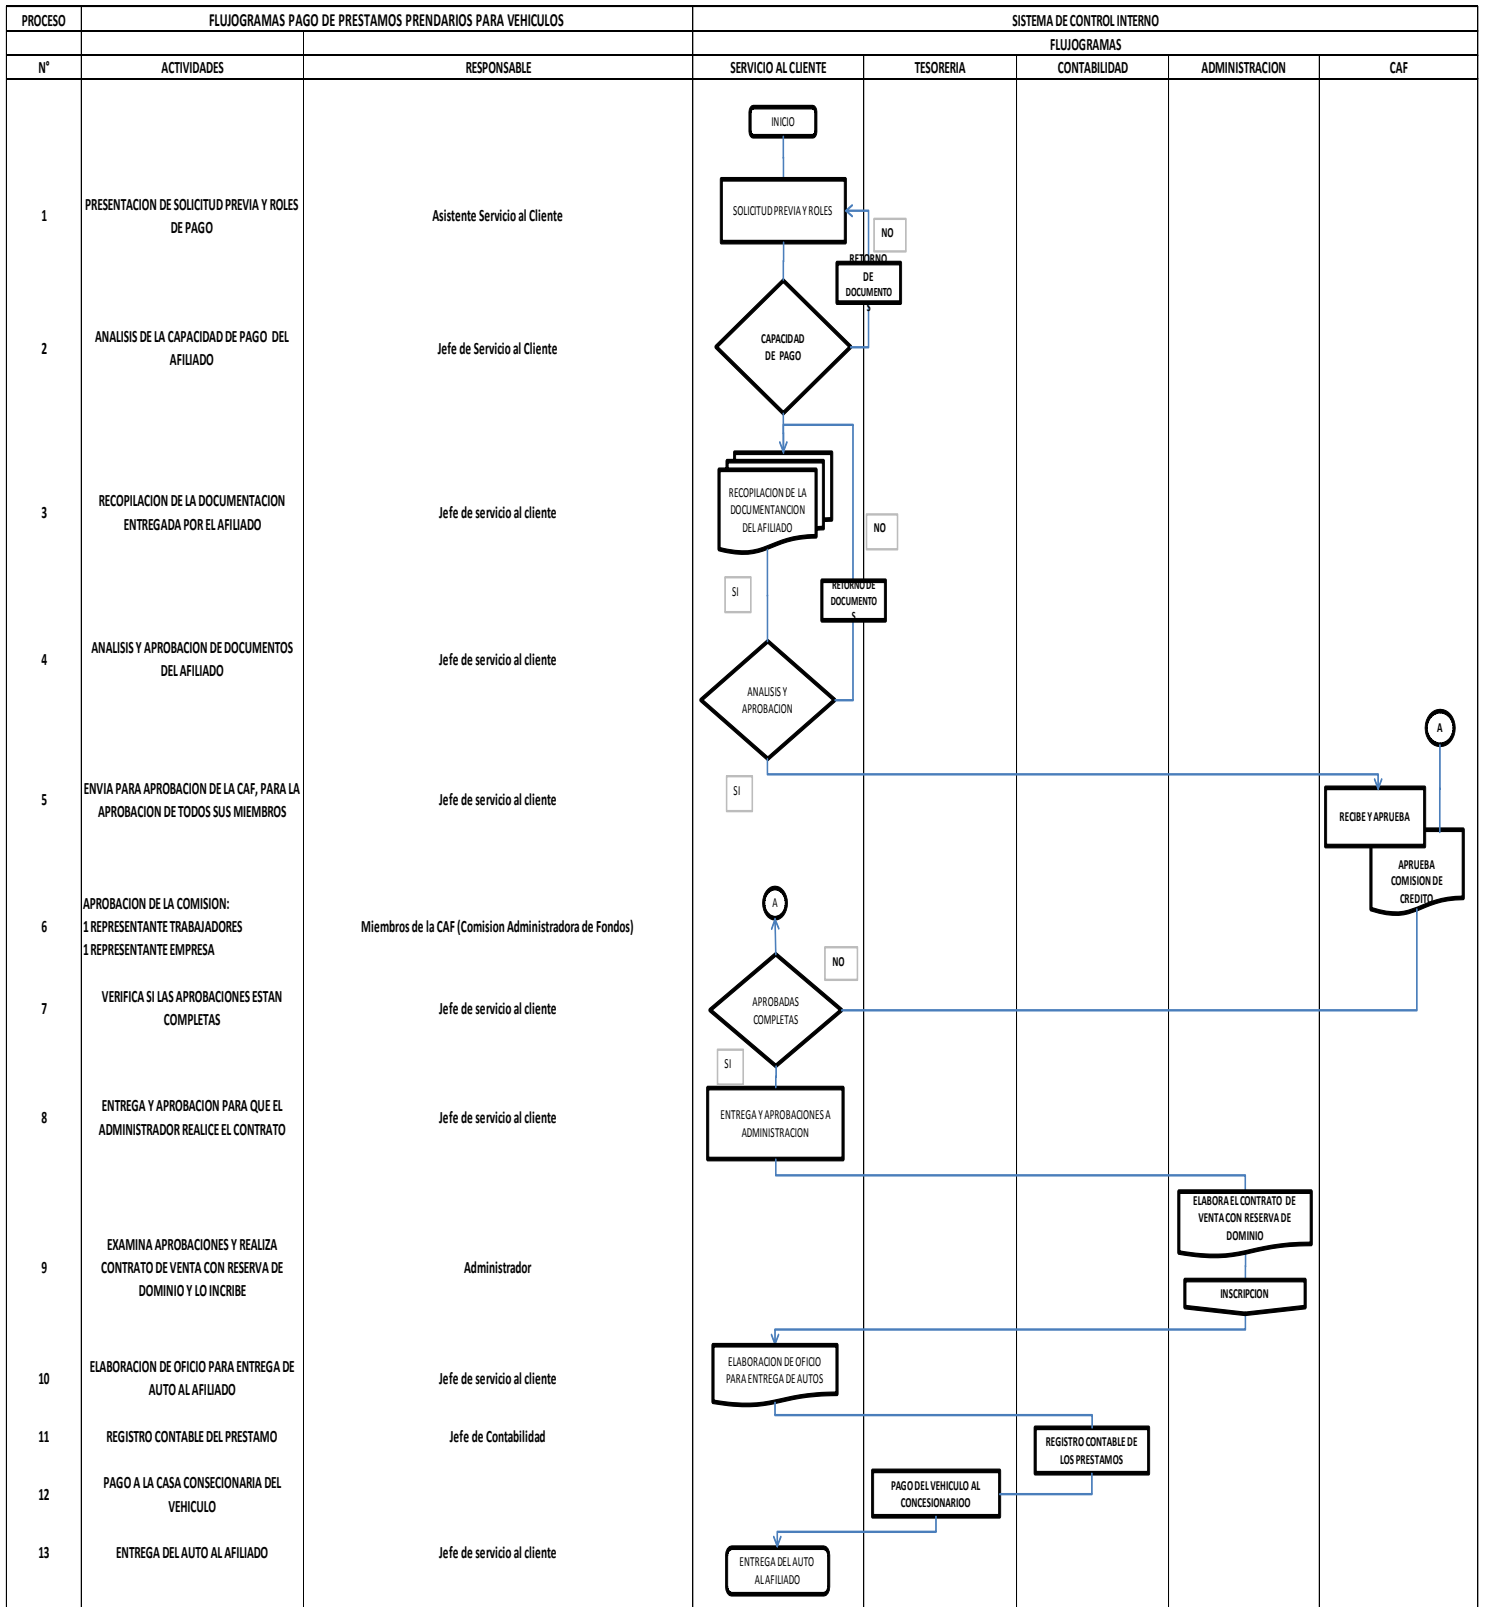 PROCESO
FLUJOGRAMAS PAGO DE PRESTAMOS PRENDARIOS PARA VEHICULOS
SISTEMA DE CONTROL INTERNO
FLUJOGRAMAS
N°
ACTIVIDADES
RESPONSABLE
SERVICIO AL CLIENTE
TESORERIA
CONTABILIDAD
ADMINISTRACION
CAF
INICIO
1
PRESENTACION DE SOLICITUD PREVIA Y ROLES
DE PAGO
Asistente Servicio al Cliente
SOLICITUD PREVIA Y ROLES
NO
RETORNO
DE
DOCUMENTO
S
2
ANALISIS DE LA CAPACIDAD DE PAGO DEL
AFILIADO
Jefe de Servicio al Cliente
CAPACIDAD
DE PAGO
3
RECOPILACION DE LA DOCUMENTACION
ENTREGADA POR EL AFILIADO
Jefe de servicio al cliente
RECOPILACION DE LA
DOCUMENTANCION
DEL AFILIADO
NO
SI
RETORNO DE
DOCUMENTO
S
4
ANALISIS Y APROBACION DE DOCUMENTOS
DEL AFILIADO
Jefe de servicio al cliente
ANALISIS Y
APROBACION
A
5
ENVIA PARA APROBACION DE LA CAF, PARA LA
APROBACION DE TODOS SUS MIEMBROS
Jefe de servicio al cliente
SI
RECIBE Y APRUEBA
APRUEBA
COMISION DE
CREDITO
6
APROBACION DE LA COMISION:
1 REPRESENTANTE TRABAJADORES
1 REPRESENTANTE EMPRESA
Miembros de la CAF (Comision Administradora de Fondos)
A
NO
7
VERIFICA SI LAS APROBACIONES ESTAN
COMPLETAS
Jefe de servicio al cliente
APROBADAS
COMPLETAS
SI
8
ENTREGA Y APROBACION PARA QUE EL
ADMINISTRADOR REALICE EL CONTRATO
Jefe de servicio al cliente
ENTREGA Y APROBACIONES A
ADMINISTRACION
9
EXAMINA APROBACIONES Y REALIZA
CONTRATO DE VENTA CON RESERVA DE
DOMINIO Y LO INCRIBE
Administrador
ELABORA EL CONTRATO DE
VENTA CON RESERVA DE
DOMINIO
INSCRIPCION
10
ELABORACION DE OFICIO PARA ENTREGA DE
AUTO AL AFILIADO
Jefe de servicio al cliente
ELABORACION DE OFICIO
PARA ENTREGA DE AUTOS
11
REGISTRO CONTABLE DEL PRESTAMO
Jefe de Contabilidad
REGISTRO CONTABLE DE
LOS PRESTAMOS
12
PAGO A LA CASA CONSECIONARIA DEL
VEHICULO
PAGO DEL VEHICULO AL
CONCESIONARIOO
13
ENTREGA DEL AUTO AL AFILIADO
Jefe de servicio al cliente
ENTREGA DEL AUTO
AL AFILIADO